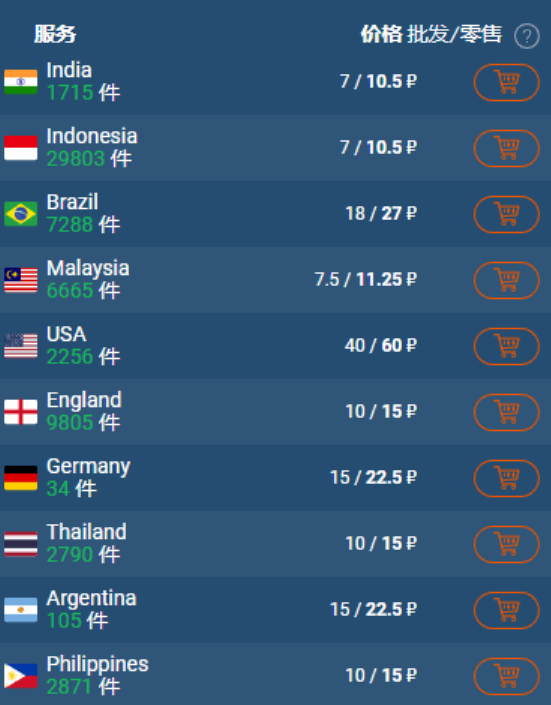 服务 价格 批发/零售 ?
India
1715 件 7 / 10.5 ₽
Indonesia
29803 件 7 / 10.5 ₽
Brazil
7288 件 18 / 27 ₽
Malaysia
6665 件 7.5 / 11.25 ₽
USA
2256 件 40 / 60 ₽
England
9805 件 10 / 15 ₽
Germany
34 件 15 / 22.5 ₽
Thailand
2790 件 10 / 15 ₽
Argentina
105 件 15 / 22.5 ₽
Philippines
2871 件 10 / 15 ₽